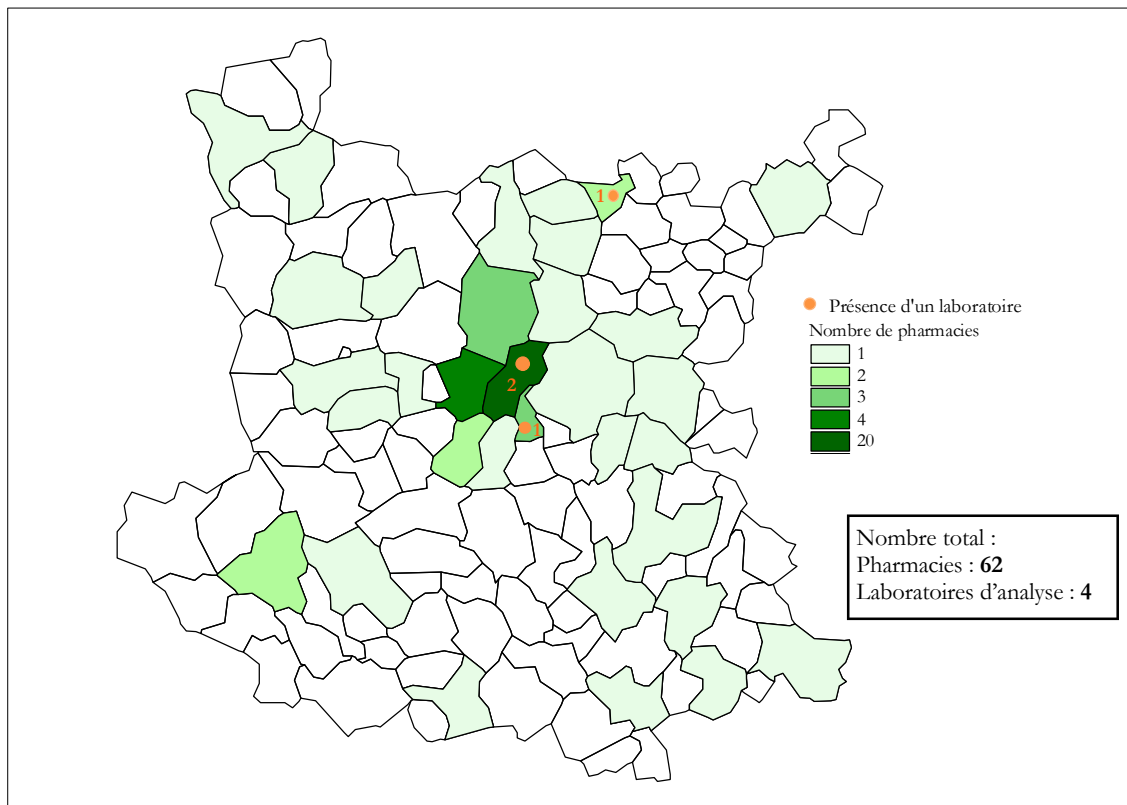 1
Présence d'un laboratoire
Nombre de pharmacies
1
2
3
4
20
2
1
Nombre total :
Pharmacies : 62
Laboratoires d'analyse : 4